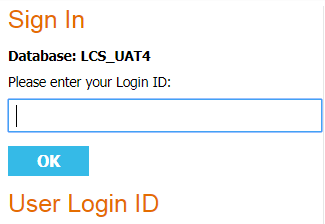 Sign In
Database: LCS_UAT4
Please enter your Login ID:
OK
User Login ID